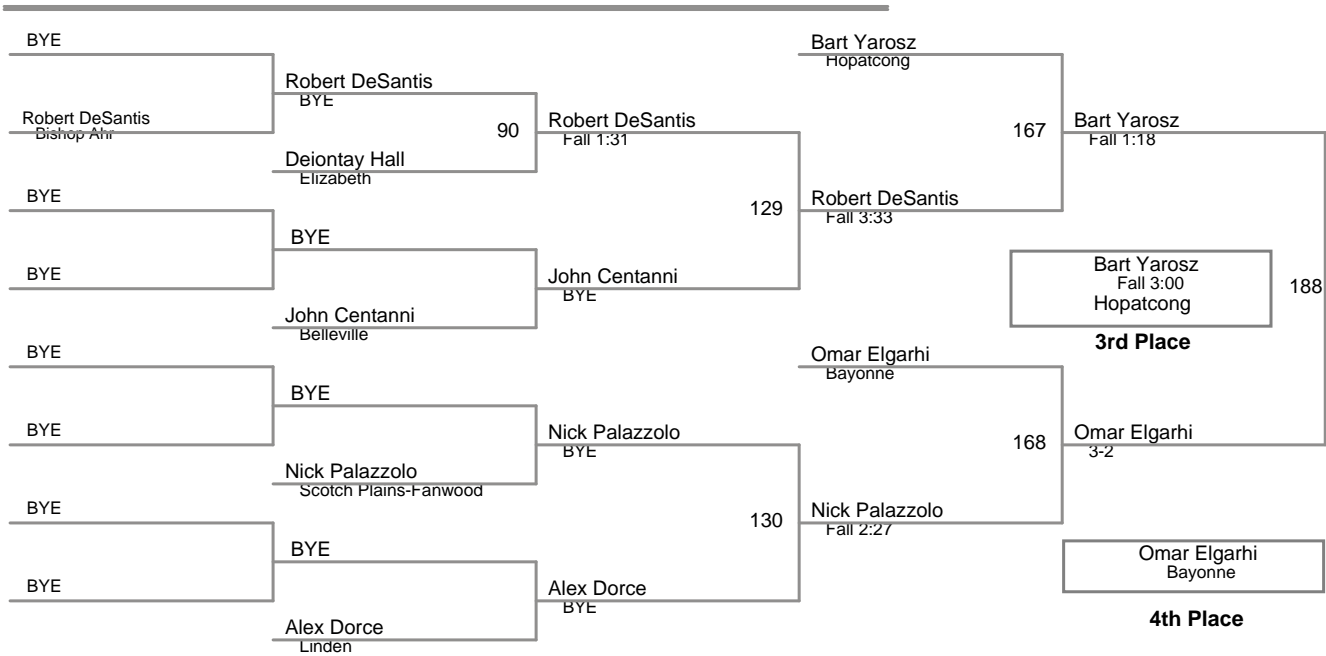 BYE
Robert DeSantis
Bishop Ahr
BYE
BYE
BYE
BYE
BYE
BYE
Robert DeSantis
BYE
Deiontay Hall
Elizabeth
BYE
John Centanni
Belleville
BYE
Nick Palazzolo
Scotch Plains-Fanwood
BYE
Alex Dorce
Linden
90
Robert DeSantis
Fall 1:31
John Centanni
BYE
Nick Palazzolo
BYE
Alex Dorce
BYE
129
130
Bart Yarosz
Hopatcong
Robert DeSantis
Fall 3:33
Omar Elgarhi
Bayonne
Nick Palazzolo
Fall 2:27
167
168
Bart Yarosz
Fall 1:18
Omar Elgarhi
3-2
188
Bart Yarosz
Fall 3:00
Hopatcong
3rd Place
Omar Elgarhi
Bayonne
4th Place